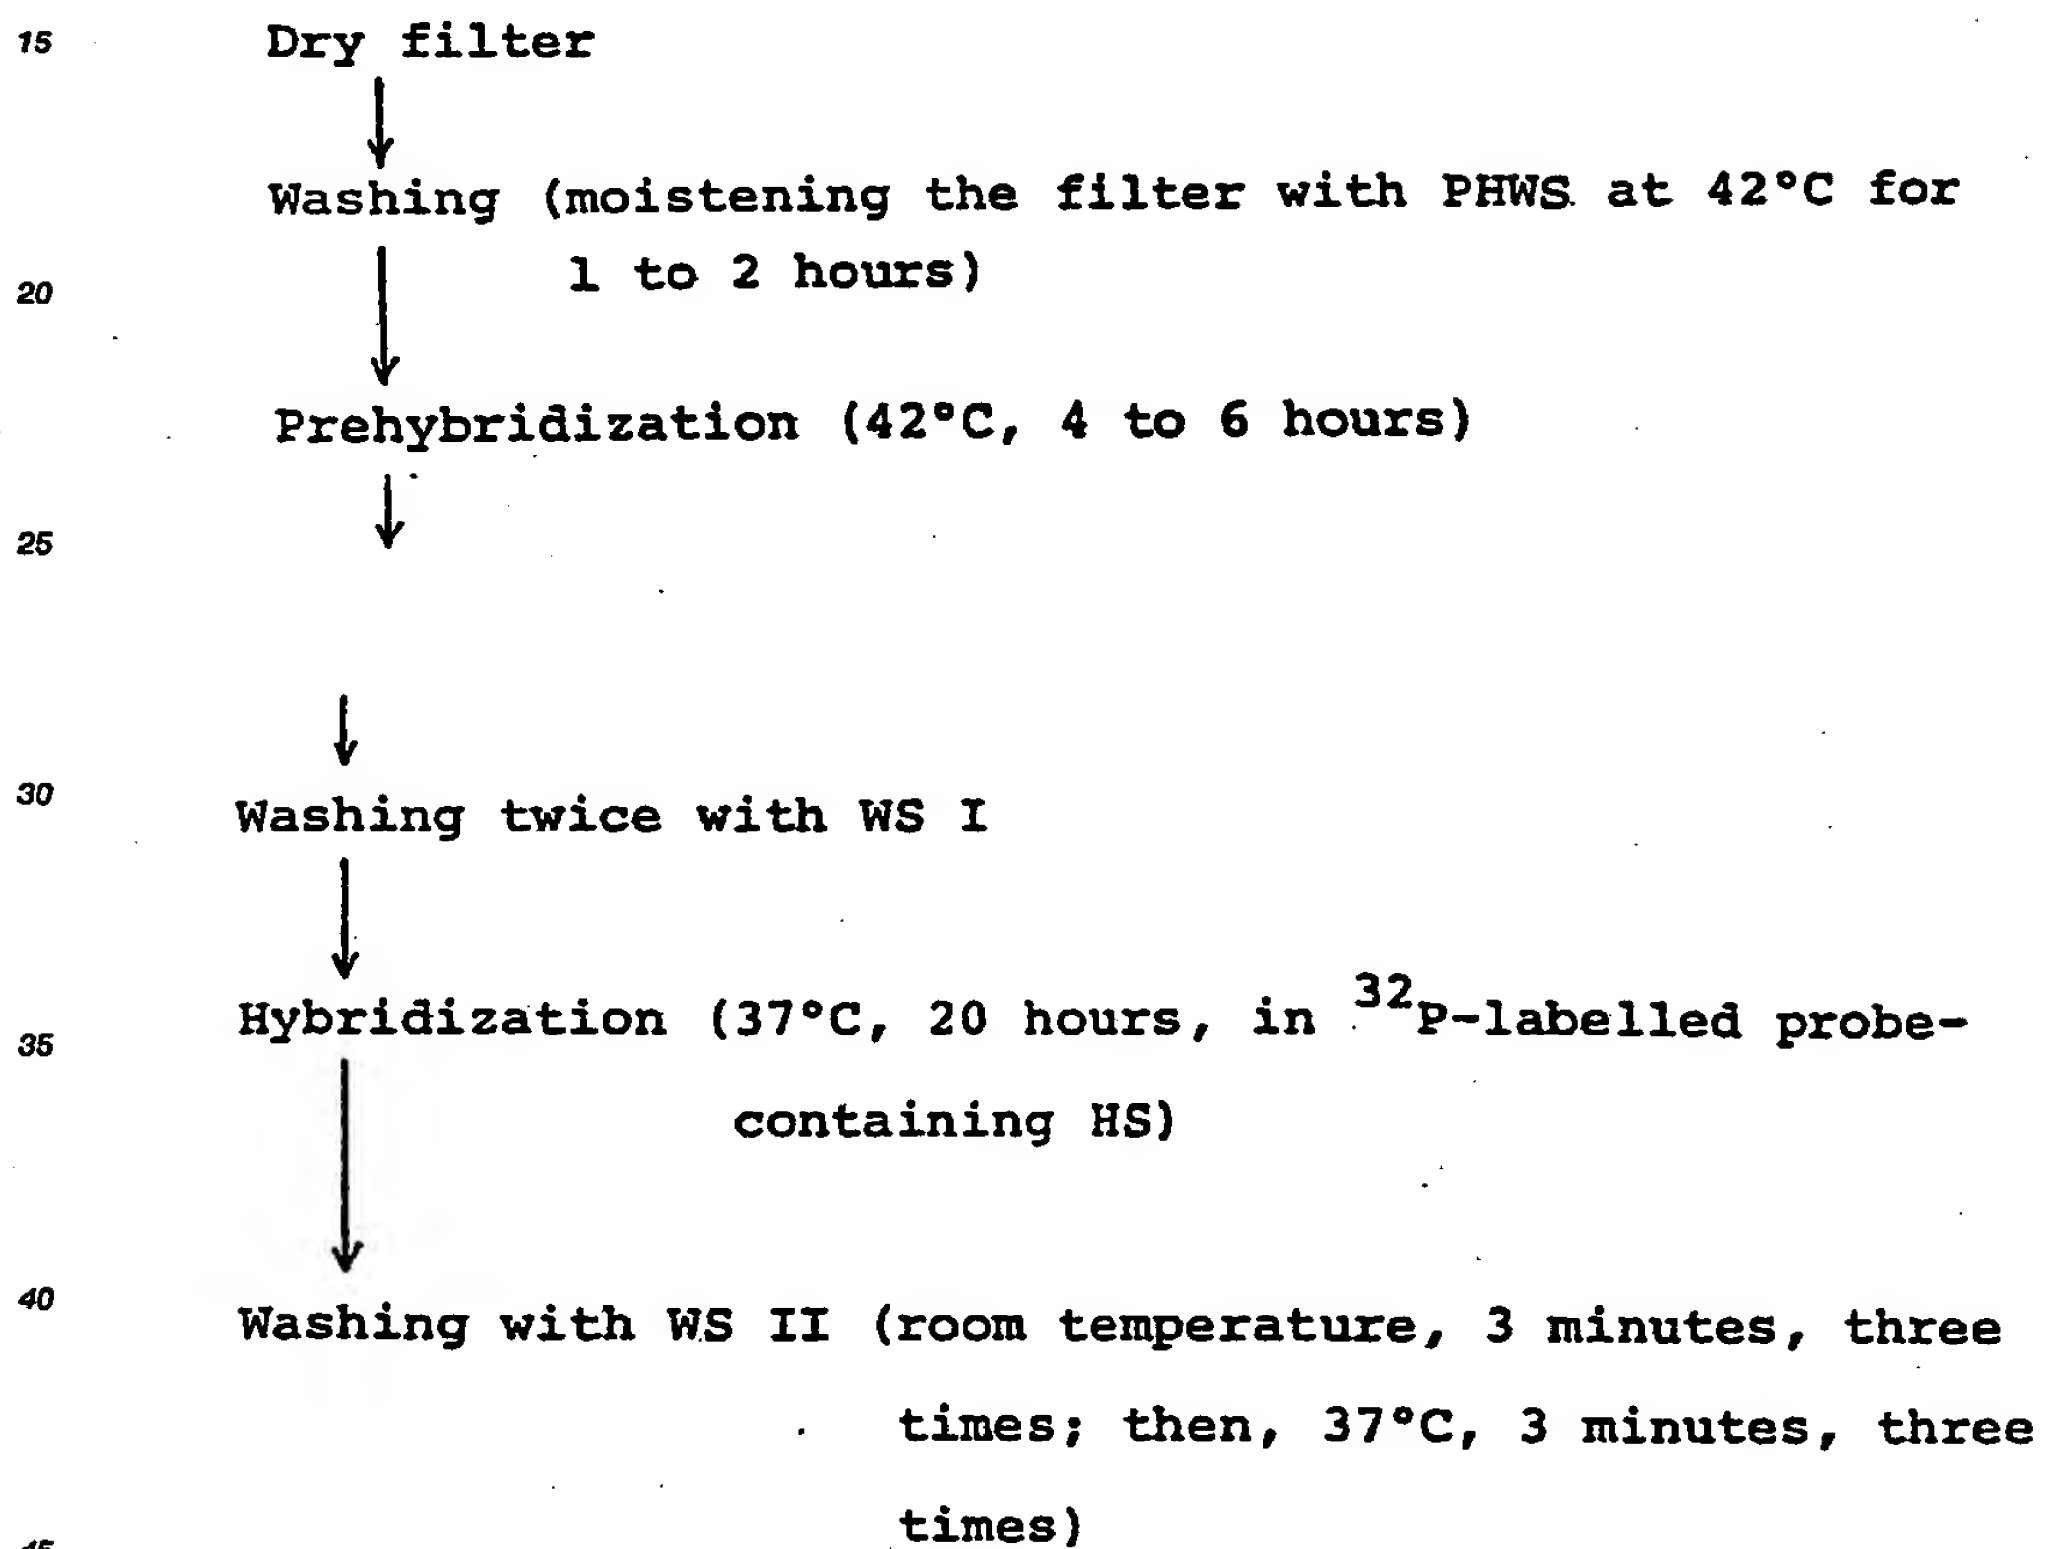 15 Dry filter
Washing (moistening the filter with PHWS at 42°C for
20 1 to 2 hours)
Prehybridization (42°C, 4 to 6 hours)
25
30 Washing twice with WS I
35 Hybridization (37°C, 20 hours, in ³²P-labelled probe-
containing HS)
40 Washing with WS II (room temperature, 3 minutes, three
times; then, 37°C, 3 minutes, three
times)
45